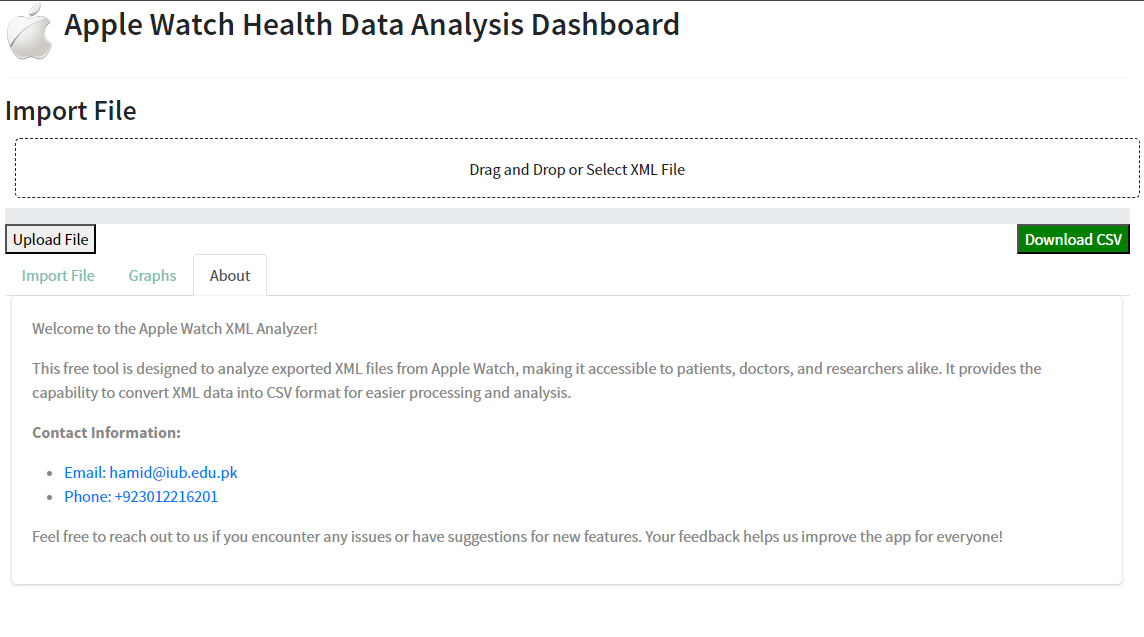 Apple Watch Health Data Analysis Dashboard
Import File
Drag and Drop or Select XML File
Upload File
Download CSV
Import File
Graphs
About
Welcome to the Apple Watch XML Analyzer!
This free tool is designed to analyze exported XML files from Apple Watch, making it accessible to patients, doctors, and researchers alike. It provides the
capability to convert XML data into CSV format for easier processing and analysis.
Contact Information:
Email: hamid@iub.edu.pk
Phone: +923012216201
Feel free to reach out to us if you encounter any issues or have suggestions for new features. Your feedback helps us improve the app for everyone!